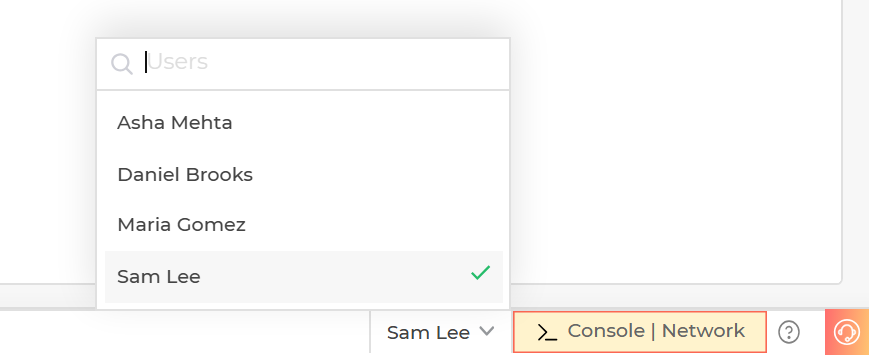 Users
Asha Mehta
Daniel Brooks
Maria Gomez
Sam Lee
Sam Lee
Console | Network